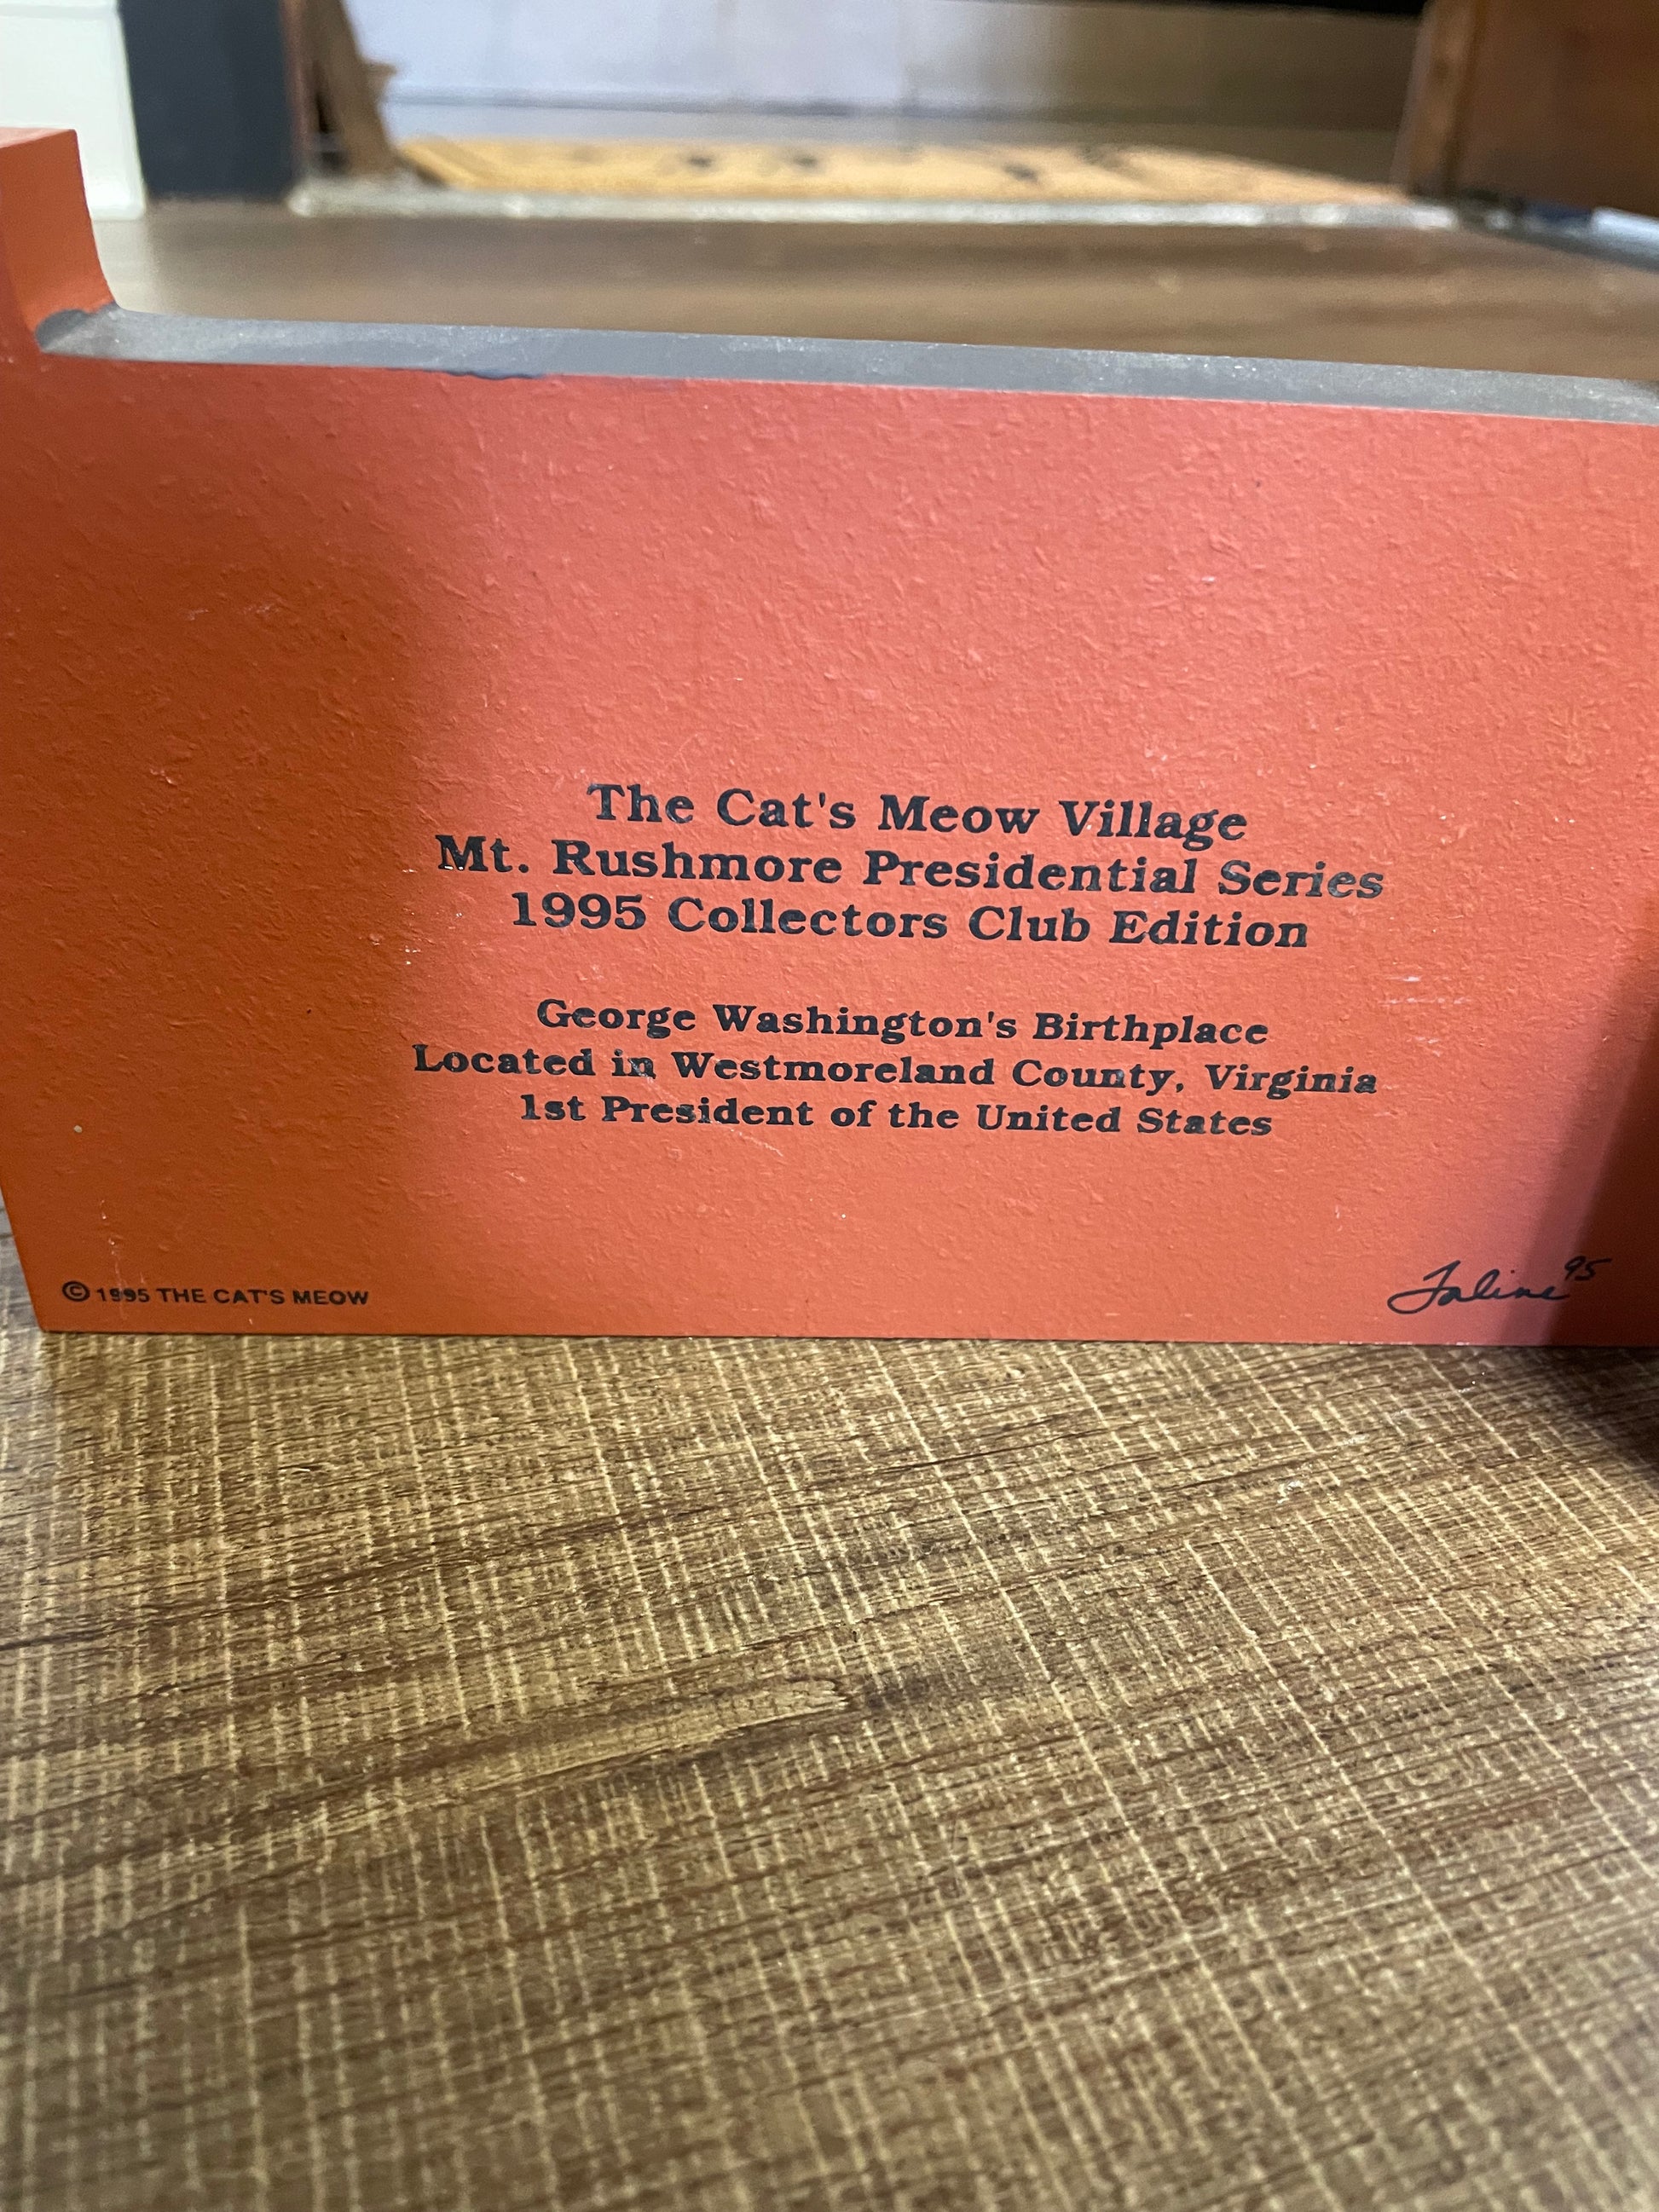 The Cat's Meow Village
Mt. Rushmore Presidential Series
1995 Collectors Club Edition
George Washington's Birthplace
Located in Westmoreland County, Virginia
1st President of the United States
© 1995 THE CAT'S MEOW
Faline 95